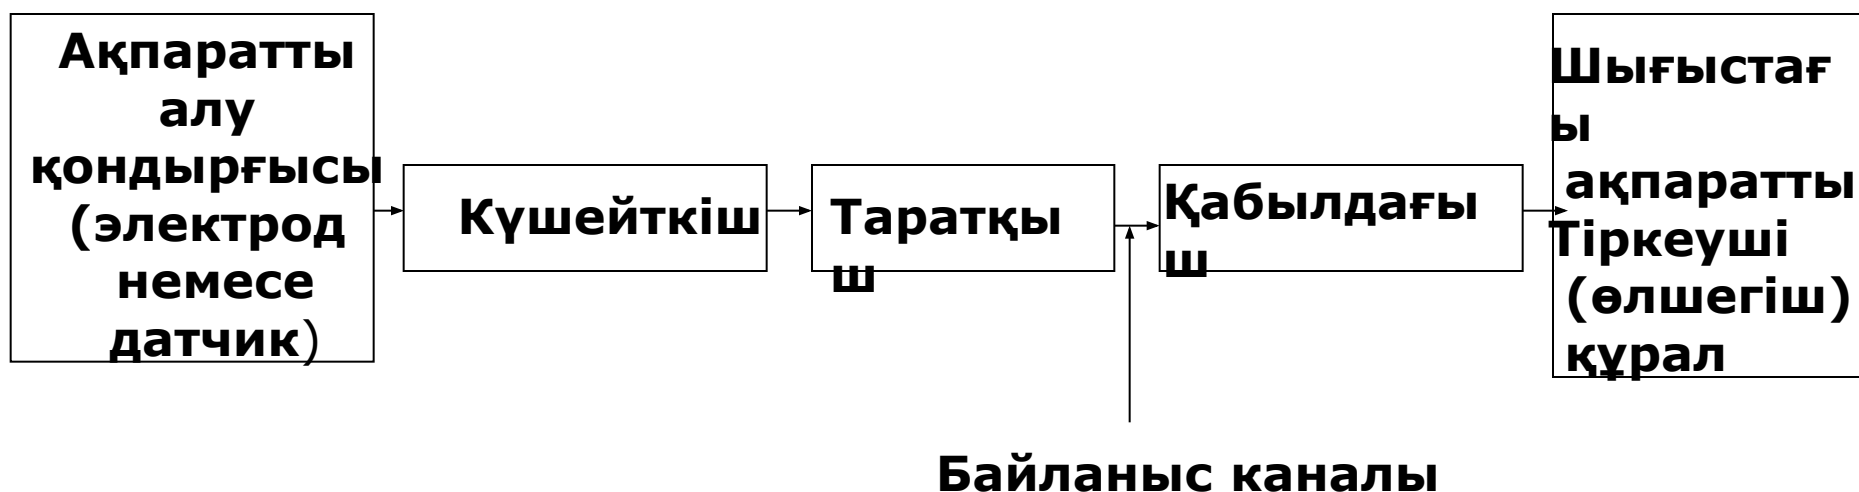 Ақпаратты
алу
қондырғысы
(электрод
немесе
датчик)
Күшейткіш
Таратқы
ш
Қабылдағы
ш
Шығыстағ
ы
ақпаратты
Тіркеуші
(өлшегіш)
құрал
Байланыс каналы